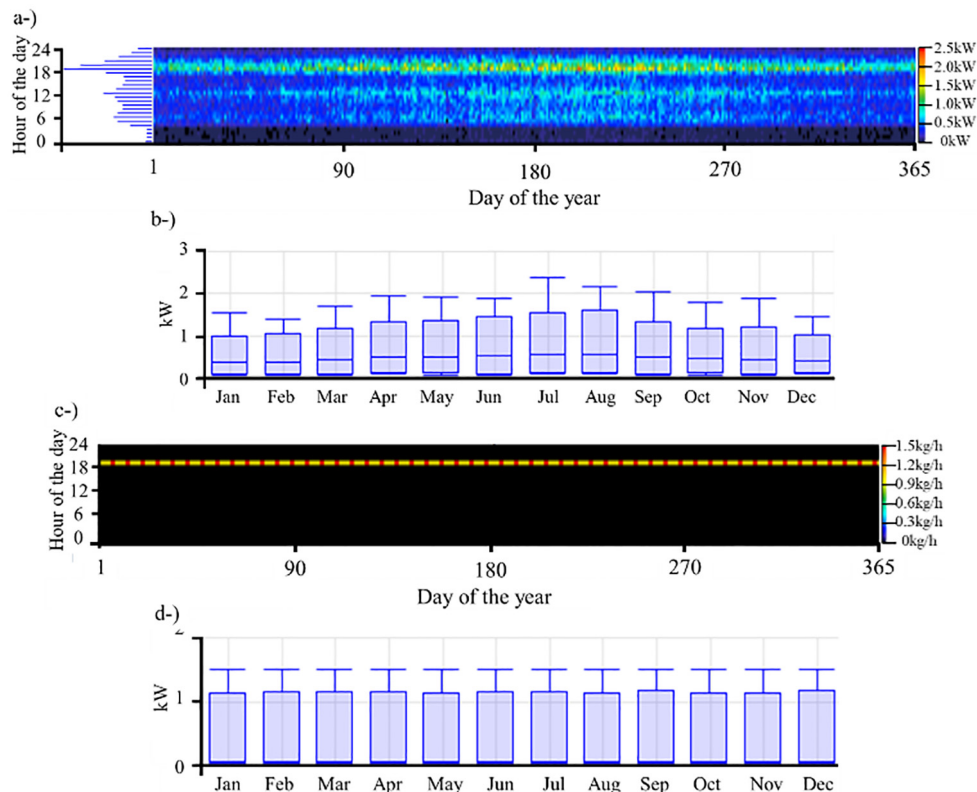 a-)
Hour of the day
24
18
12
6
0
2.5kW
2.0kW
1.5kW
1.0kW
0.5kW
0kW
1 90 180 270 365
Day of the year
b-)
kW
3
2
1
0
Jan Feb Mar Apr May Jun Jul Aug Sep Oct Nov Dec
c-)
Hour of the day
24
18
12
6
0
1.5kg/h
1.2kg/h
0.9kg/h
0.6kg/h
0.3kg/h
0kg/h
1 90 180 270 365
Day of the year
d-)
kW
1
0
Jan Feb Mar Apr May Jun Jul Aug Sep Oct Nov Dec